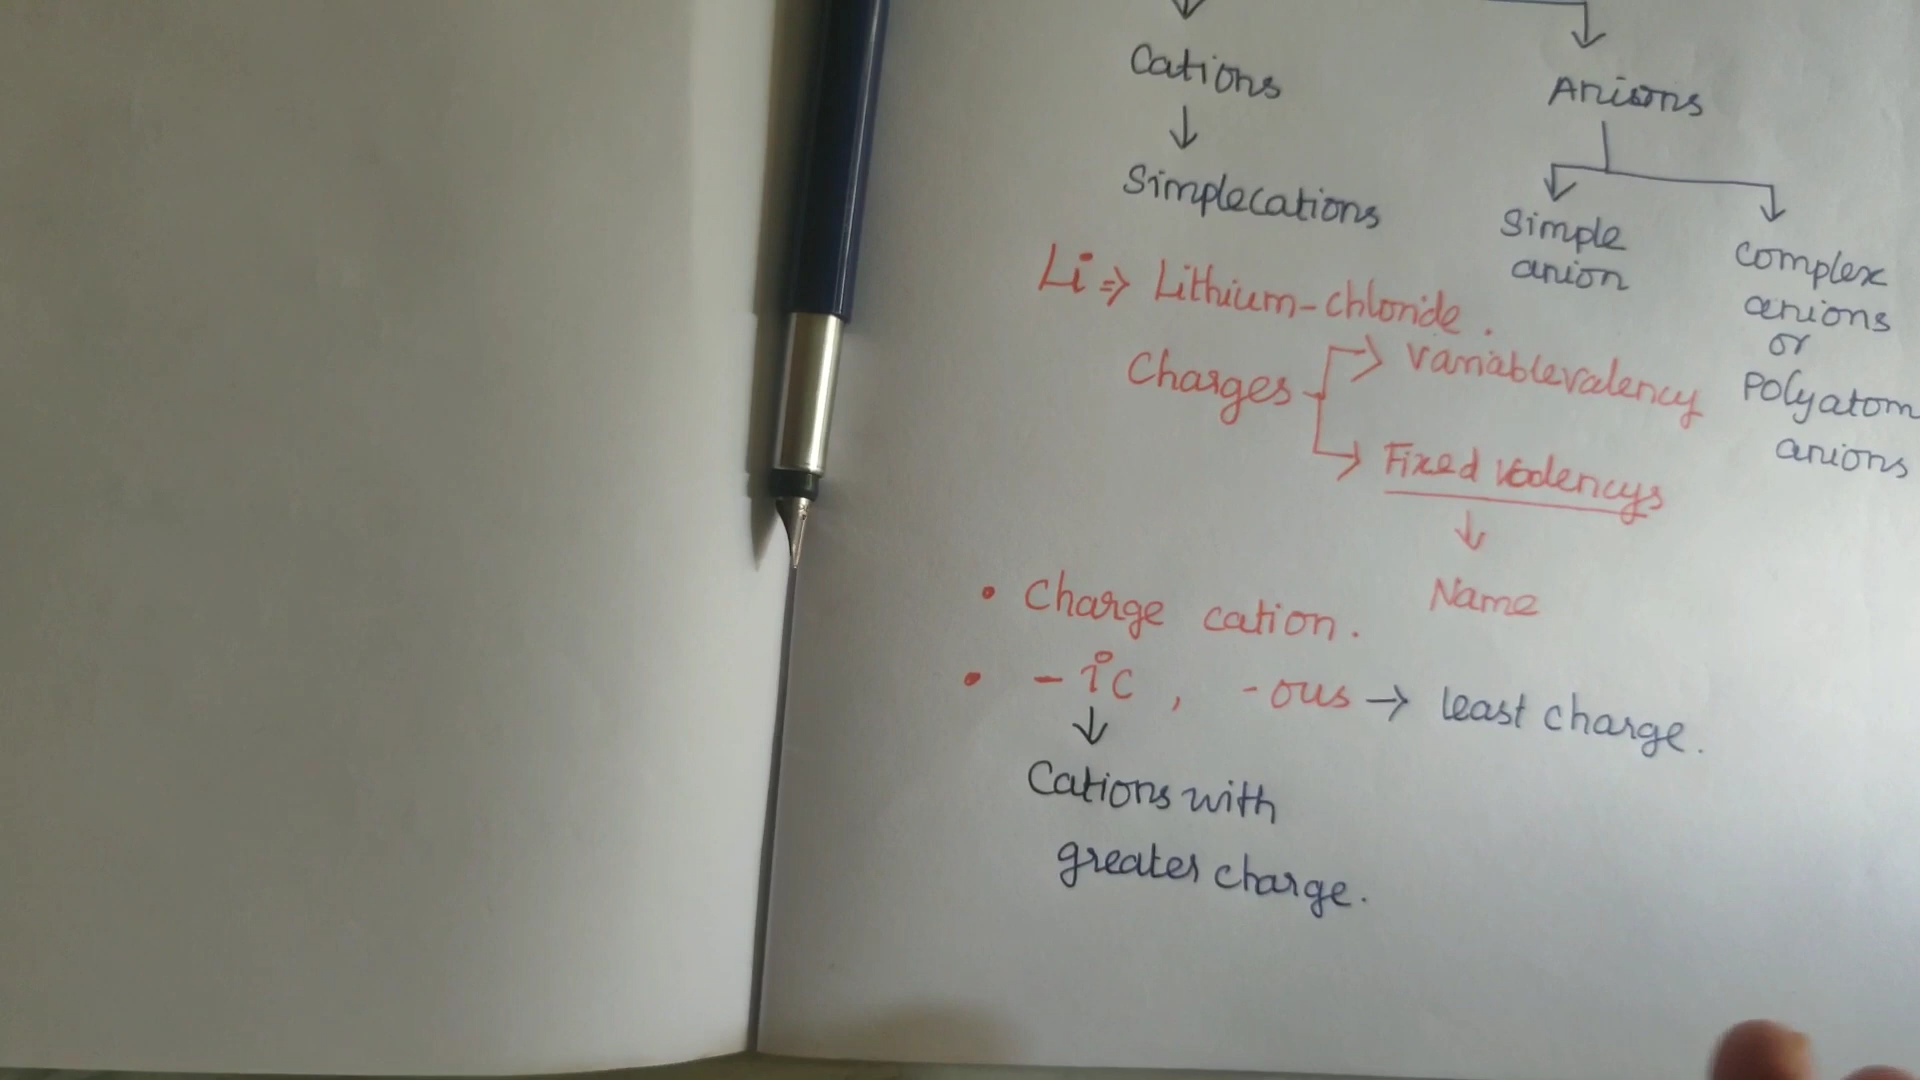 Cations
Anions
Simplecations
Simple
anion
Complex
anions
or
Polyatom
anions
Li => Lithium-chloride.
Charges
Variablevalency
Fixed valencys
Name
• Charge cation.
• -ic, -ous → least charge.
Cations with
greater charge.